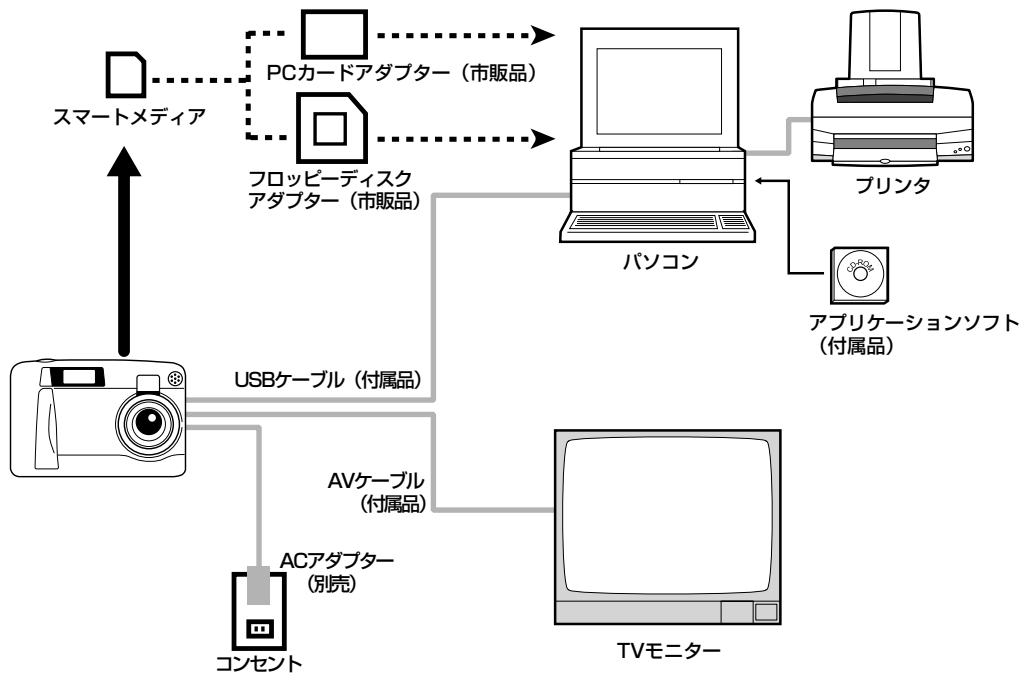 PCカードアダプター（市販品）
スマートメディア
フロッピーディスク
アダプター（市販品）
プリンタ
パソコン
CD-ROM
アプリケーションソフト
（付属品）
USBケーブル（付属品）
AVケーブル
（付属品）
ACアダプター
（別売）
コンセント
TVモニター